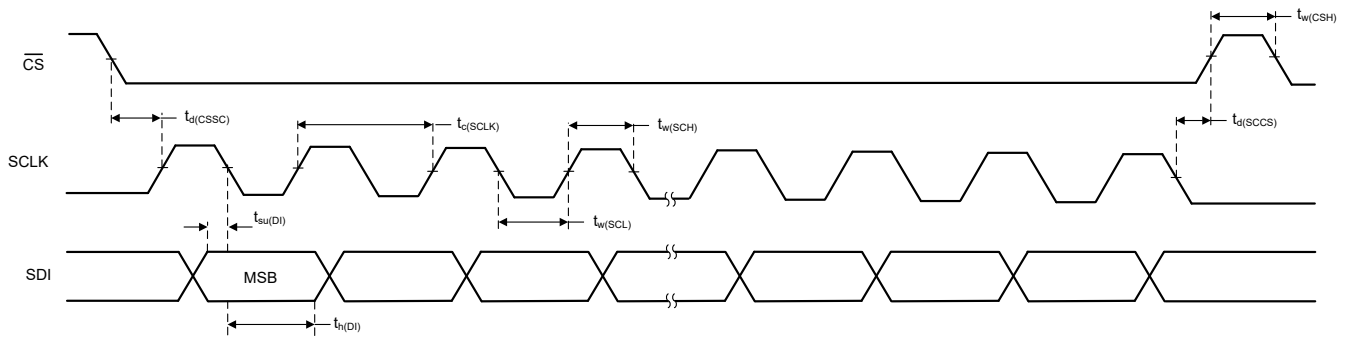 t_w(CSH)
C̅S̅
t_d(CSSC)
t_c(SCLK)
t_w(SCH)
t_d(SCCS)
SCLK
t_su(DI)
t_w(SCL)
SDI
MSB
t_h(DI)